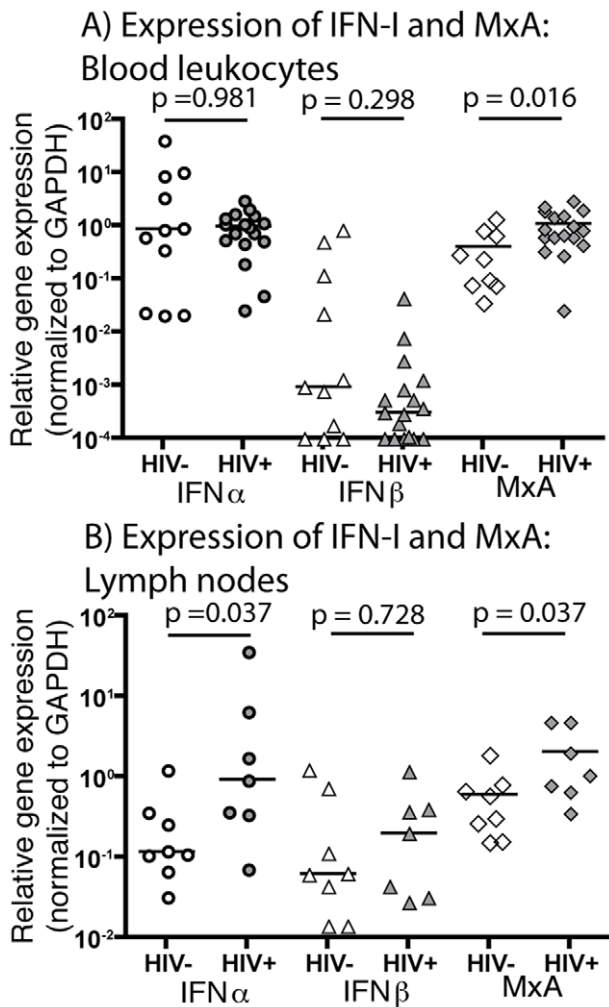 A) Expression of IFN-I and MxA:
Blood leukocytes
p =0.981 p = 0.298 p = 0.016
Relative gene expression
(normalized to GAPDH)
10²
10¹
10⁰
10⁻¹
10⁻²
10⁻³
10⁻⁴
HIV- HIV+ HIV- HIV+ HIV- HIV+
IFNα IFNβ MxA
B) Expression of IFN-I and MxA:
Lymph nodes
p =0.037 p = 0.728 p = 0.037
Relative gene expression
(normalized to GAPDH)
10²
10¹
10⁰
10⁻¹
10⁻²
HIV- HIV+ HIV- HIV+ HIV- HIV+
IFNα IFNβ MxA